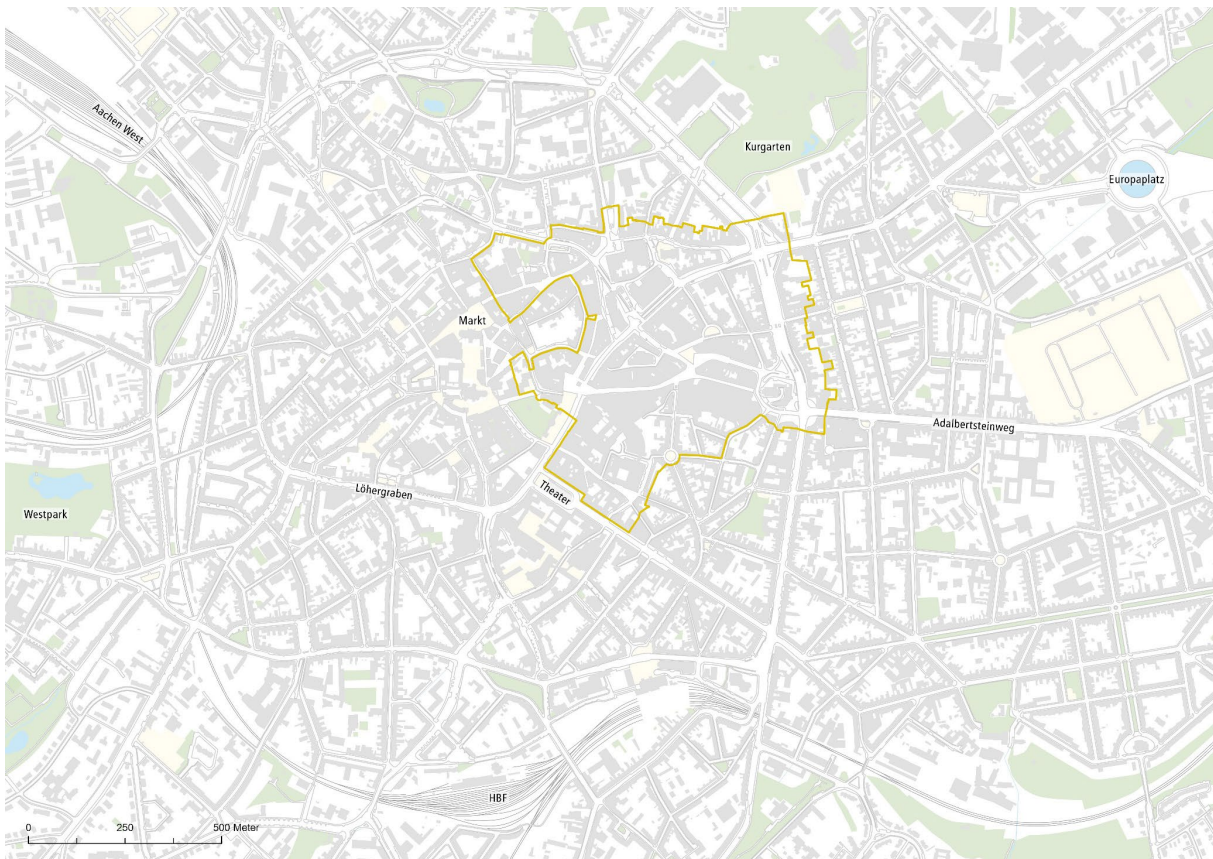 Aachen West
Kurgarten
Europaplatz
Markt
Adalbertsteinweg
Löhergraben
Theater
Westpark
HBF
0 250 500 Meter